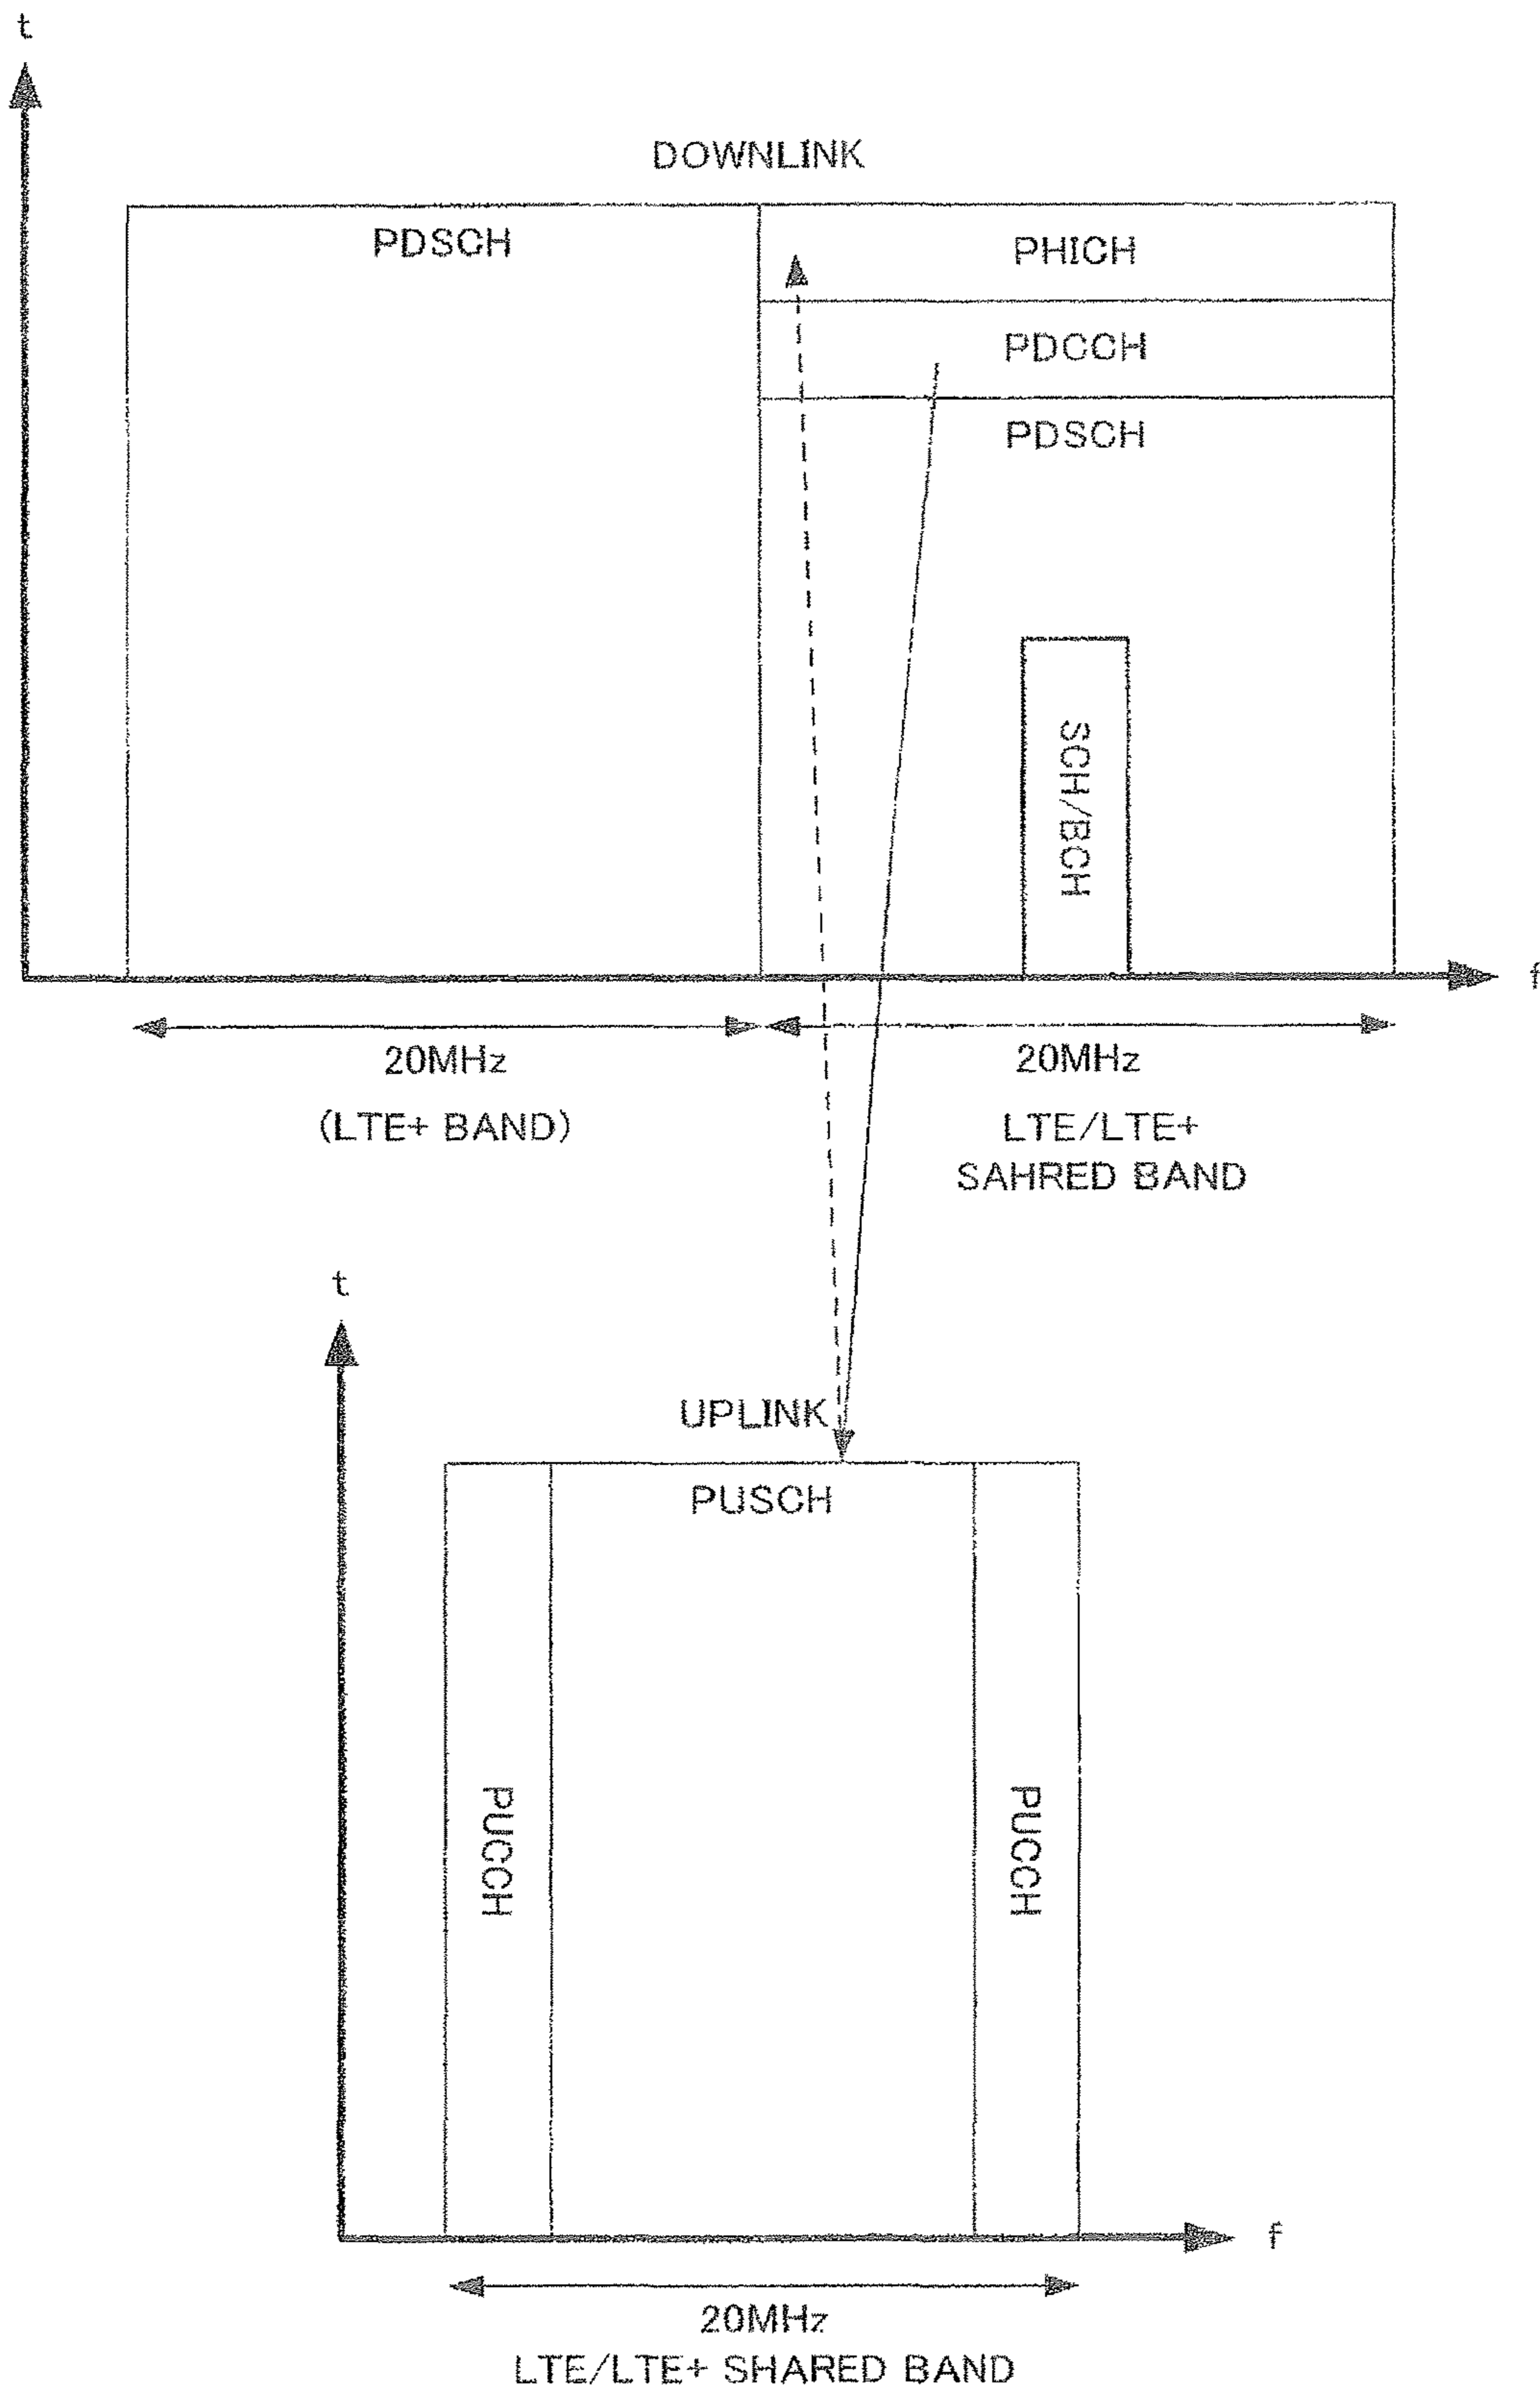 t
DOWNLINK
PDSCH
PHICH
PDCCH
PDSCH
SCH/BCH
f
20MHz
20MHz
(LTE+ BAND)
LTE/LTE+
SAHRED BAND
t
UPLINK
PUSCH
PUCCH
PUCCH
f
20MHz
LTE/LTE+ SHARED BAND